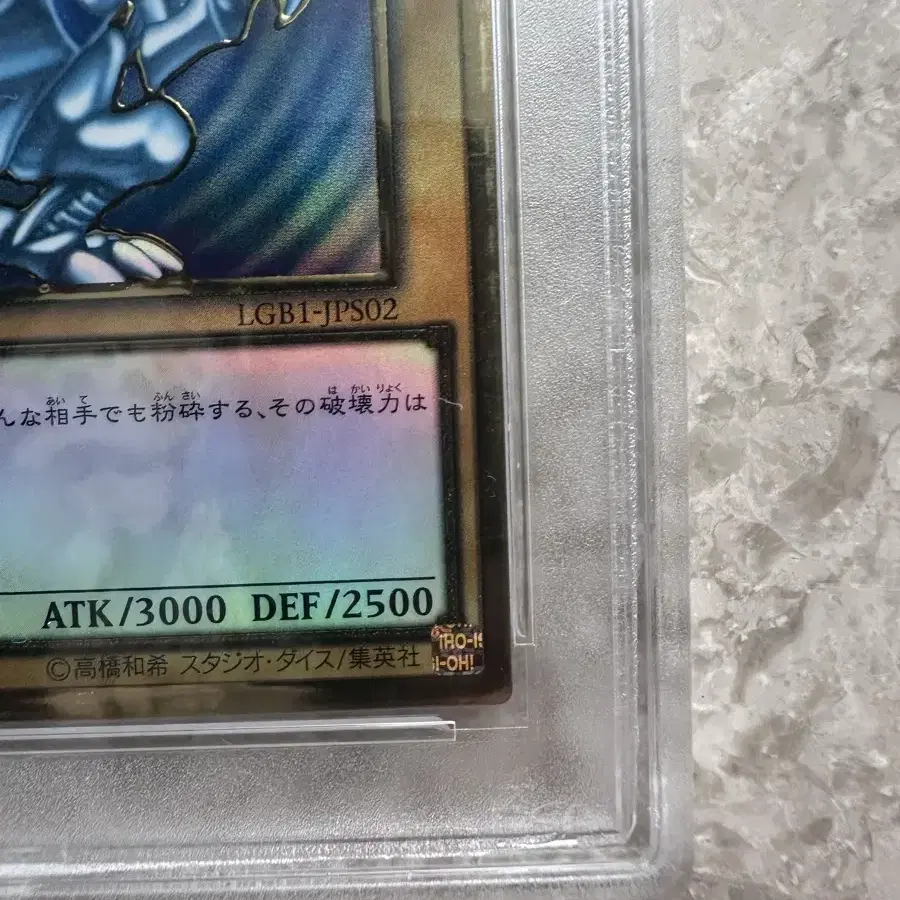 LGB1-JPS02
んな相手でも粉砕する、その破壊力は
ATK/3000 DEF/2500
©高橋和希 スタジオ・ダイス/集英社
I-OH!